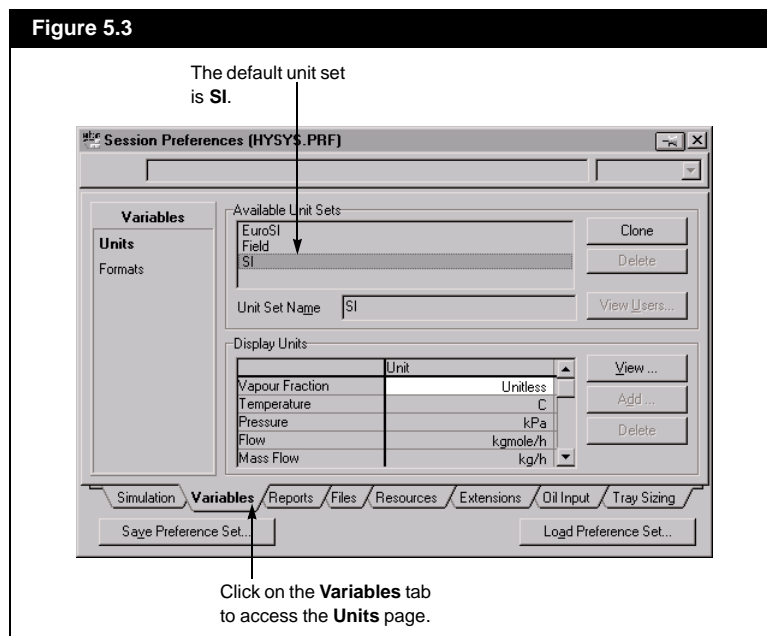 Figure 5.3
The default unit set
is SI.
Session Preferences (HYSYS.PRF)
Variables
Units
Formats
Available Unit Sets
EuroSI
Field
SI
Unit Set Name SI
Clone
Delete
View Users...
Display Units
Unit
Vapour Fraction Unitless
Temperature C
Pressure kPa
Flow kgmole/h
Mass Flow kg/h
View ...
Add ...
Delete
Simulation Variables Reports Files Resources Extensions Oil Input Tray Sizing
Save Preference Set... Load Preference Set...
Click on the Variables tab
to access the Units page.